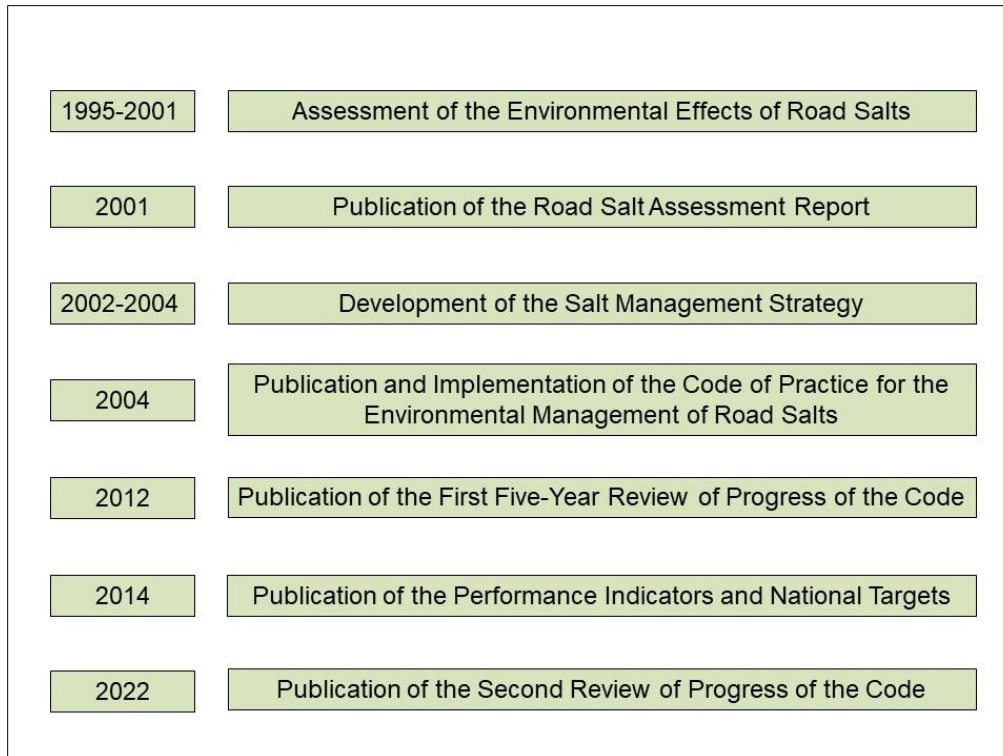 1995-2001
Assessment of the Environmental Effects of Road Salts
2001
Publication of the Road Salt Assessment Report
2002-2004
Development of the Salt Management Strategy
2004
Publication and Implementation of the Code of Practice for the
Environmental Management of Road Salts
2012
Publication of the First Five-Year Review of Progress of the Code
2014
Publication of the Performance Indicators and National Targets
2022
Publication of the Second Review of Progress of the Code